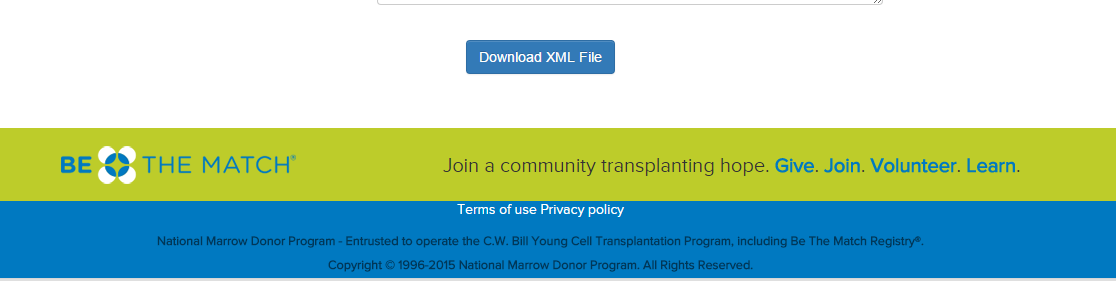 Download XML File
BE THE MATCH®
Join a community transplanting hope. Give. Join. Volunteer. Learn.
Terms of use Privacy policy
National Marrow Donor Program - Entrusted to operate the C.W. Bill Young Cell Transplantation Program, including Be The Match Registry®.
Copyright © 1996-2015 National Marrow Donor Program. All Rights Reserved.